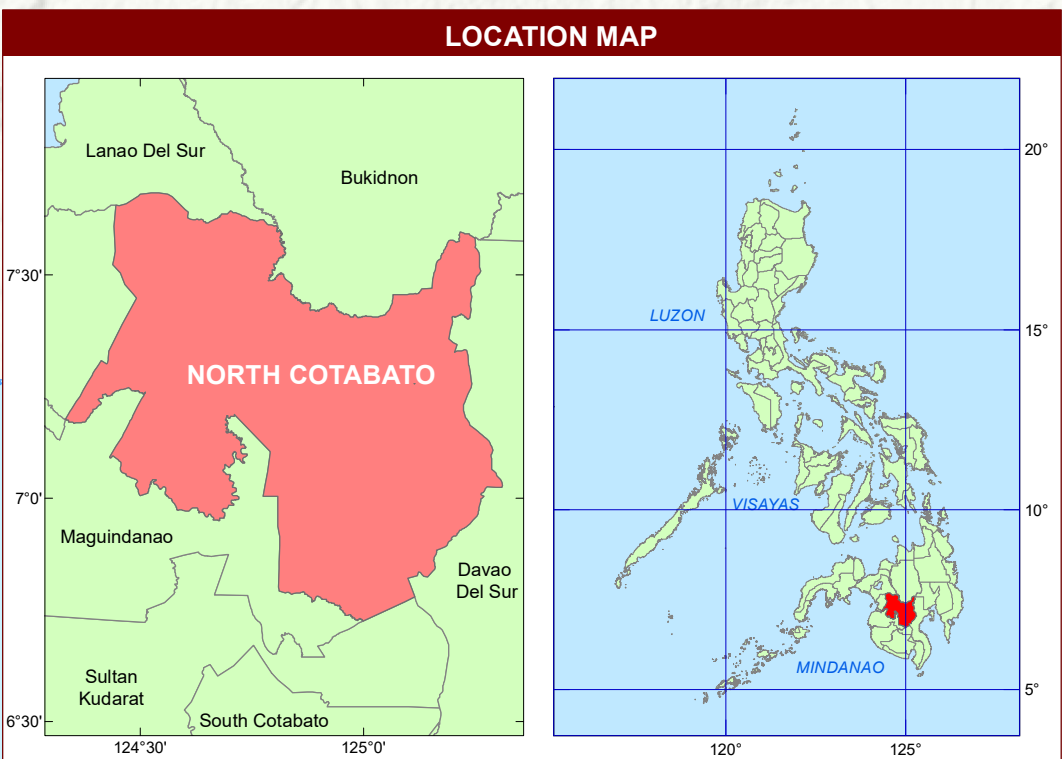 LOCATION MAP
Lanao Del Sur
Bukidnon
7°30'
NORTH COTABATO
7°0'
Maguindanao
Davao
Del Sur
Sultan
Kudarat
South Cotabato
6°30'
124°30'
125°0'
20°
LUZON
15°
VISAYAS
10°
MINDANAO
5°
120°
125°